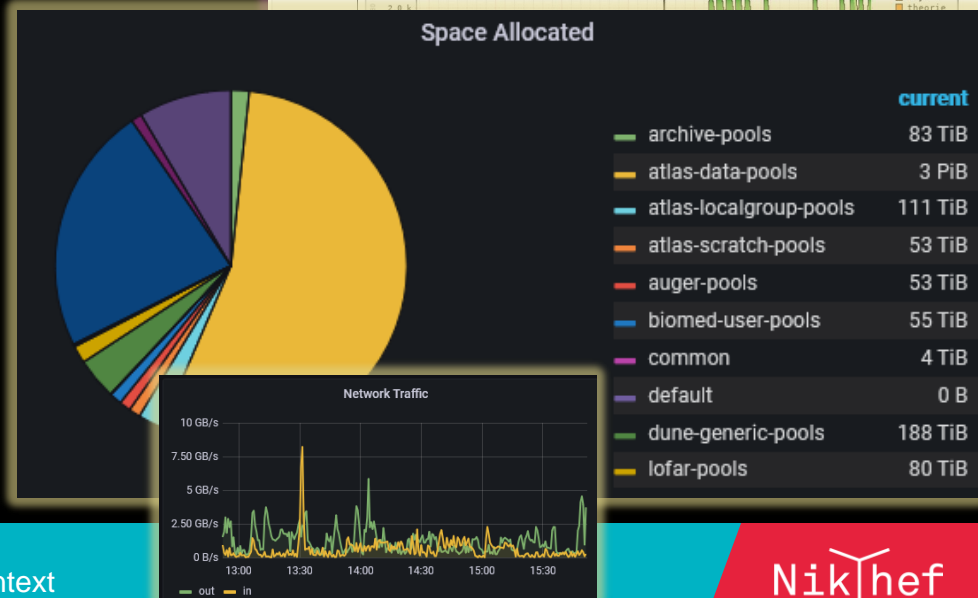 2.0 k
theorie
Space Allocated
current
archive-pools 83 TiB
atlas-data-pools 3 PiB
atlas-localgroup-pools 111 TiB
atlas-scratch-pools 53 TiB
auger-pools 53 TiB
biomed-user-pools 55 TiB
common 4 TiB
default 0 B
dune-generic-pools 188 TiB
lofar-pools 80 TiB
Network Traffic
10 GB/s
7.50 GB/s
5 GB/s
2.50 GB/s
0 B/s
13:00 13:30 14:00 14:30 15:00 15:30
out in
ntext
Nikhef